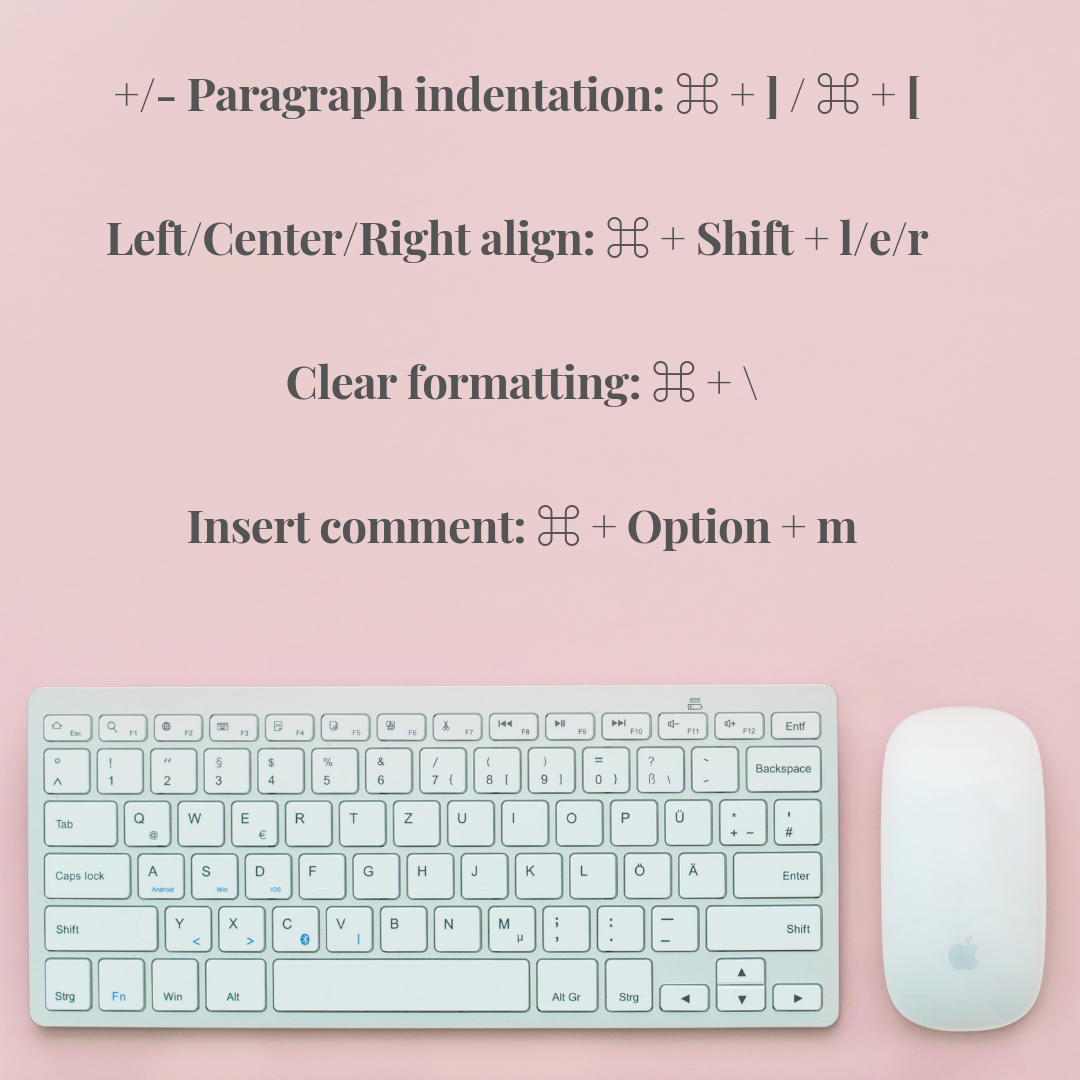 +/- Paragraph indentation: ⌘ + ] / ⌘ + [
Left/Center/Right align: ⌘ + Shift + l/e/r
Clear formatting: ⌘ + \
Insert comment: ⌘ + Option + m
Esc F1 F2 F3 F4 F5 F6 F7 F8 F9 F10 F11 F12 Entf
° ! " § $ % & / ( ) = ? ~
^ 1 2 3 4 5 6 7 { 8 [ 9 ] 0 } ß \ - Backspace
Tab Q W E R T Z U I O P Ü * '
@ € + ~ #
Caps lock A S D F G H J K L Ö Ä Enter
Android Win IOS
Shift Y X C V B N M ; : — Shift
< > | µ , . –
Strg Fn Win Alt Alt Gr Strg ◀ ▲ ▼ ▶